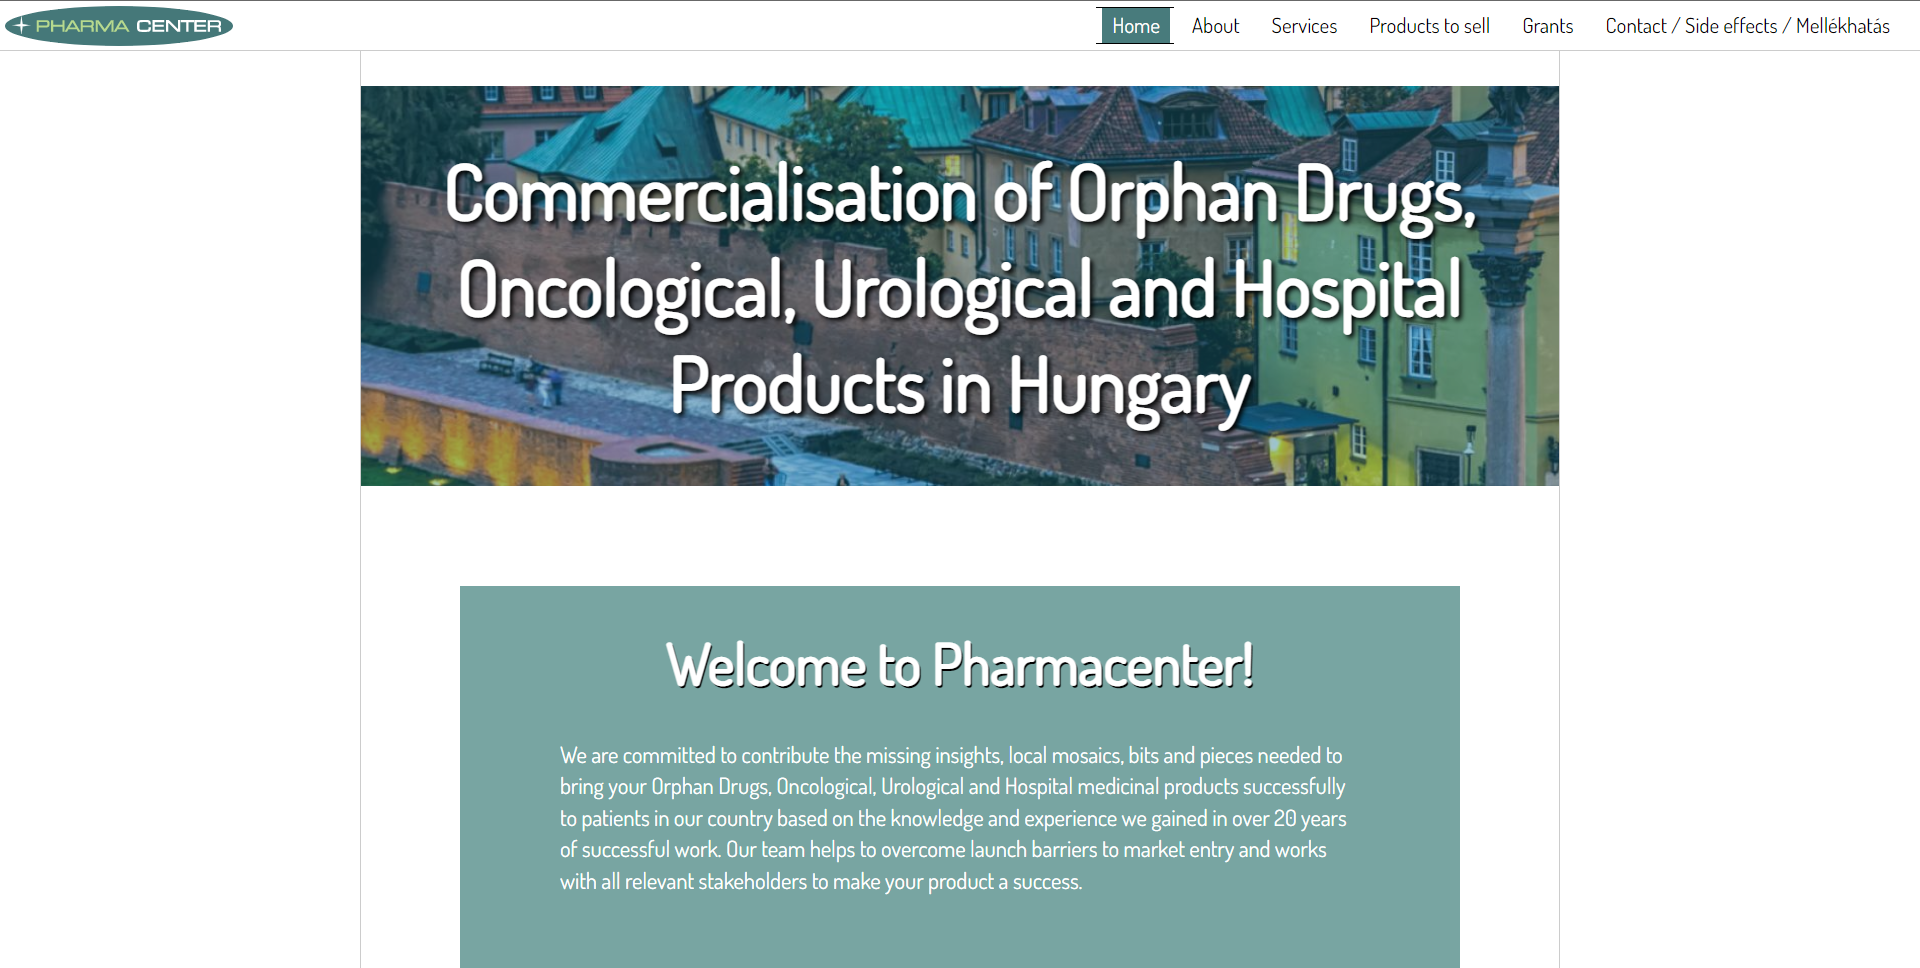 PHARMA CENTER
Home About Services Products to sell Grants Contact / Side effects / Mellékhatás
Commercialisation of Orphan Drugs,
Oncological, Urological and Hospital
Products in Hungary
Welcome to Pharmacenter!
We are committed to contribute the missing insights, local mosaics, bits and pieces needed to
bring your Orphan Drugs, Oncological, Urological and Hospital medicinal products successfully
to patients in our country based on the knowledge and experience we gained in over 20 years
of successful work. Our team helps to overcome launch barriers to market entry and works
with all relevant stakeholders to make your product a success.